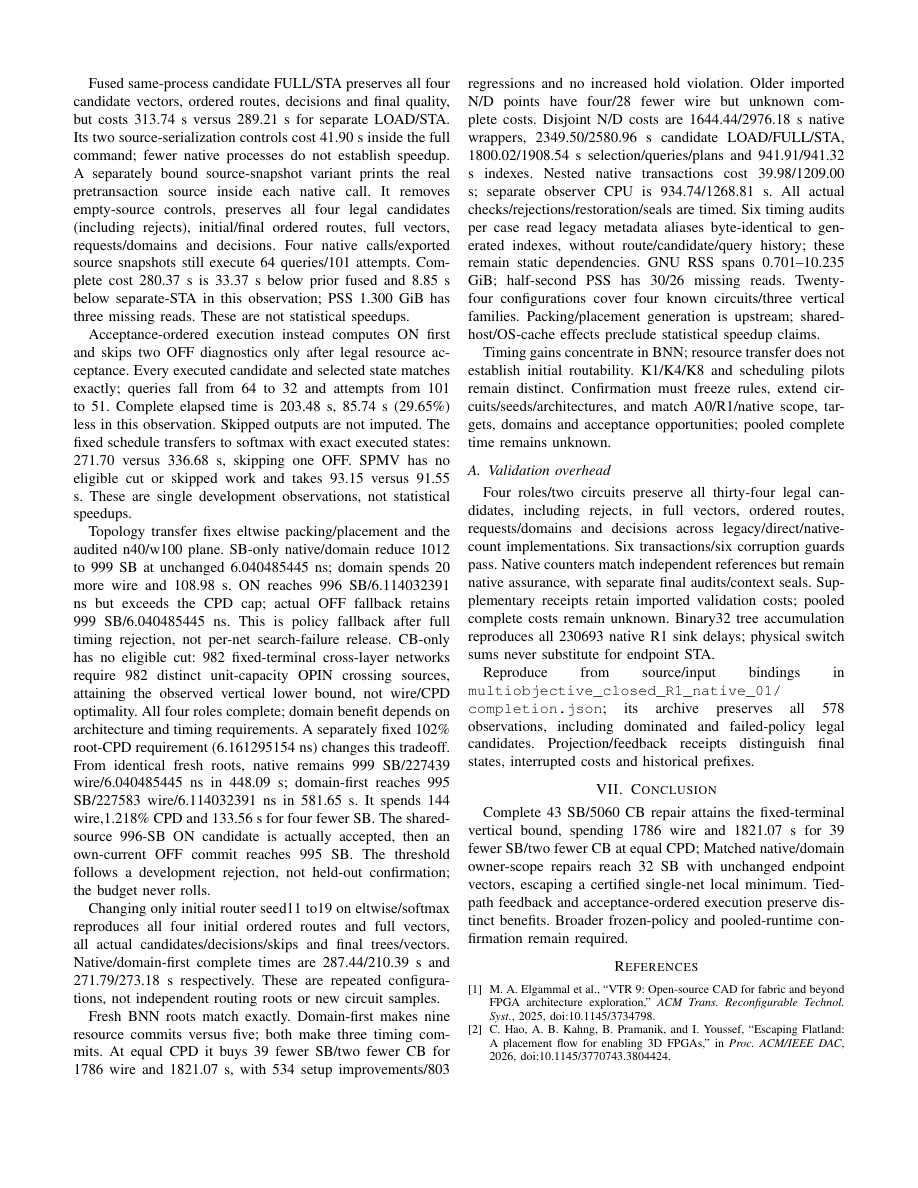 Fused same-process candidate FULL/STA preserves all four
candidate vectors, ordered routes, decisions and final quality,
but costs 313.74 s versus 289.21 s for separate LOAD/STA.
Its two source-serialization controls cost 41.90 s inside the full
command; fewer native processes do not establish speedup.
A separately bound source-snapshot variant prints the real
pretransaction source inside each native call. It removes
empty-source controls, preserves all four legal candidates
(including rejects), initial/final ordered routes, full vectors,
requests/domains and decisions. Four native calls/exported
source snapshots still execute 64 queries/101 attempts. Com-
plete cost 280.37 s is 33.37 s below prior fused and 8.85 s
below separate-STA in this observation; PSS 1.300 GiB has
three missing reads. These are not statistical speedups.
Acceptance-ordered execution instead computes ON first
and skips two OFF diagnostics only after legal resource ac-
ceptance. Every executed candidate and selected state matches
exactly; queries fall from 64 to 32 and attempts from 101
to 51. Complete elapsed time is 203.48 s, 85.74 s (29.65%)
less in this observation. Skipped outputs are not imputed. The
fixed schedule transfers to softmax with exact executed states:
271.70 versus 336.68 s, skipping one OFF. SPMV has no
eligible cut or skipped work and takes 93.15 versus 91.55
s. These are single development observations, not statistical
speedups.
Topology transfer fixes eltwise packing/placement and the
audited n40/w100 plane. SB-only native/domain reduce 1012
to 999 SB at unchanged 6.040485445 ns; domain spends 20
more wire and 108.98 s. ON reaches 996 SB/6.114032391
ns but exceeds the CPD cap; actual OFF fallback retains
999 SB/6.040485445 ns. This is policy fallback after full
timing rejection, not per-net search-failure release. CB-only
has no eligible cut: 982 fixed-terminal cross-layer networks
require 982 distinct unit-capacity OPIN crossing sources,
attaining the observed vertical lower bound, not wire/CPD
optimality. All four roles complete; domain benefit depends on
architecture and timing requirements. A separately fixed 102%
root-CPD requirement (6.161295154 ns) changes this tradeoff.
From identical fresh roots, native remains 999 SB/227439
wire/6.040485445 ns in 448.09 s; domain-first reaches 995
SB/227583 wire/6.114032391 ns in 581.65 s. It spends 144
wire,1.218% CPD and 133.56 s for four fewer SB. The shared-
source 996-SB ON candidate is actually accepted, then an
own-current OFF commit reaches 995 SB. The threshold
follows a development rejection, not held-out confirmation;
the budget never rolls.
Changing only initial router seed11 to19 on eltwise/softmax
reproduces all four initial ordered routes and full vectors,
all actual candidates/decisions/skips and final trees/vectors.
Native/domain-first complete times are 287.44/210.39 s and
271.79/273.18 s respectively. These are repeated configura-
tions, not independent routing roots or new circuit samples.
Fresh BNN roots match exactly. Domain-first makes nine
resource commits versus five; both make three timing com-
mits. At equal CPD it buys 39 fewer SB/two fewer CB for
1786 wire and 1821.07 s, with 534 setup improvements/803
regressions and no increased hold violation. Older imported
N/D points have four/28 fewer wire but unknown com-
plete costs. Disjoint N/D costs are 1644.44/2976.18 s native
wrappers, 2349.50/2580.96 s candidate LOAD/FULL/STA,
1800.02/1908.54 s selection/queries/plans and 941.91/941.32
s indexes. Nested native transactions cost 39.98/1209.00
s; separate observer CPU is 934.74/1268.81 s. All actual
checks/rejections/restoration/seals are timed. Six timing audits
per case read legacy metadata aliases byte-identical to gen-
erated indexes, without route/candidate/query history; these
remain static dependencies. GNU RSS spans 0.701–10.235
GiB; half-second PSS has 30/26 missing reads. Twenty-
four configurations cover four known circuits/three vertical
families. Packing/placement generation is upstream; shared-
host/OS-cache effects preclude statistical speedup claims.
Timing gains concentrate in BNN; resource transfer does not
establish initial routability. K1/K4/K8 and scheduling pilots
remain distinct. Confirmation must freeze rules, extend cir-
cuits/seeds/architectures, and match A0/R1/native scope, tar-
gets, domains and acceptance opportunities; pooled complete
time remains unknown.
A. Validation overhead
Four roles/two circuits preserve all thirty-four legal can-
didates, including rejects, in full vectors, ordered routes,
requests/domains and decisions across legacy/direct/native-
count implementations. Six transactions/six corruption guards
pass. Native counters match independent references but remain
native assurance, with separate final audits/context seals. Sup-
plementary receipts retain imported validation costs; pooled
complete costs remain unknown. Binary32 tree accumulation
reproduces all 230693 native R1 sink delays; physical switch
sums never substitute for endpoint STA.
Reproduce from source/input bindings in
multiobjective_closed_R1_native_01/
completion.json; its archive preserves all 578
observations, including dominated and failed-policy legal
candidates. Projection/feedback receipts distinguish final
states, interrupted costs and historical prefixes.
VII. CONCLUSION
Complete 43 SB/5060 CB repair attains the fixed-terminal
vertical bound, spending 1786 wire and 1821.07 s for 39
fewer SB/two fewer CB at equal CPD; Matched native/domain
owner-scope repairs reach 32 SB with unchanged endpoint
vectors, escaping a certified single-net local minimum. Tied-
path feedback and acceptance-ordered execution preserve dis-
tinct benefits. Broader frozen-policy and pooled-runtime con-
firmation remain required.
REFERENCES
[1] M. A. Elgammal et al., “VTR 9: Open-source CAD for fabric and beyond
FPGA architecture exploration,” ACM Trans. Reconfigurable Technol.
Syst., 2025, doi:10.1145/3734798.
[2] C. Hao, A. B. Kahng, B. Pramanik, and I. Youssef, “Escaping Flatland:
A placement flow for enabling 3D FPGAs,” in Proc. ACM/IEEE DAC,
2026, doi:10.1145/3770743.3804424.